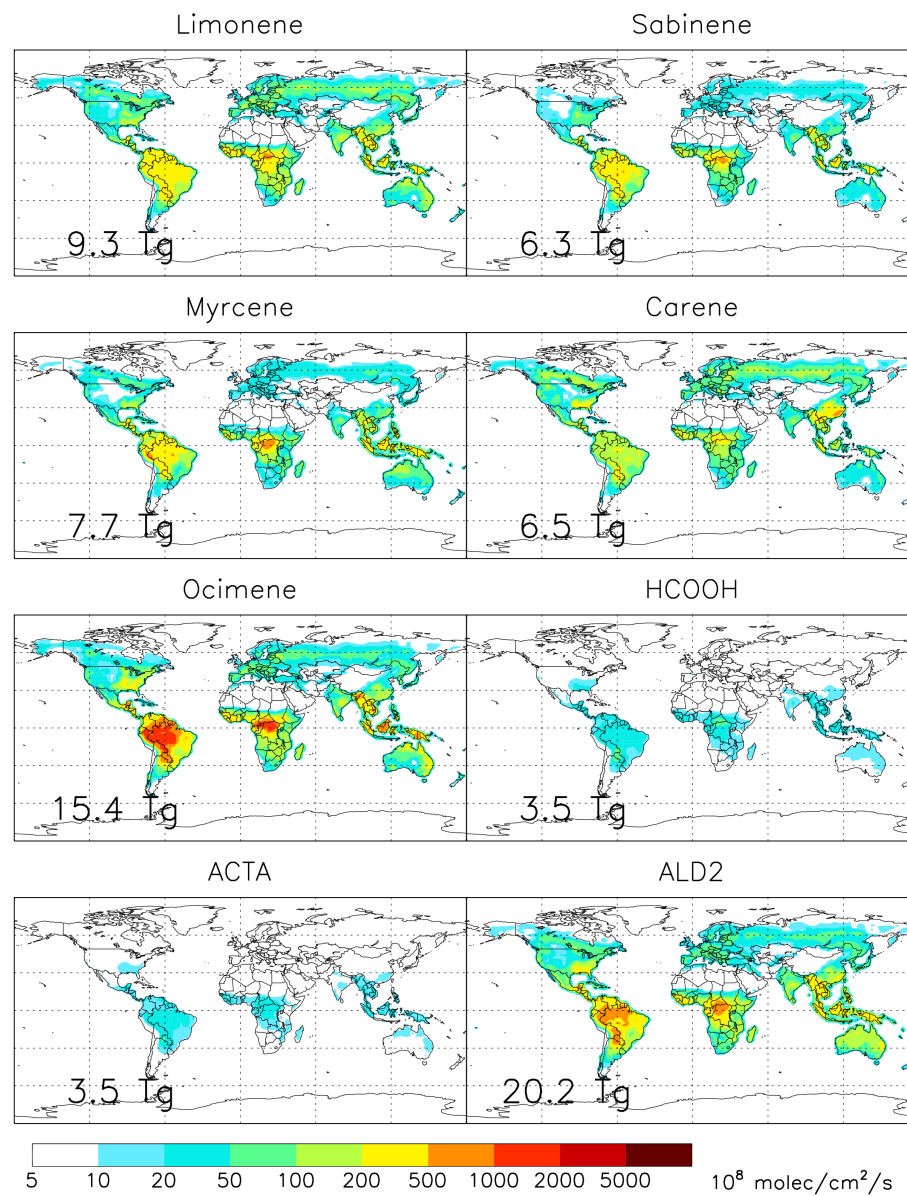 Limonene Sabinene
9.3 Tg 6.3 Tg
Myrcene Carene
7.7 Tg 6.5 Tg
Ocimene HCOOH
15.4 Tg 3.5 Tg
ACTA ALD2
3.5 Tg 20.2 Tg
5 10 20 50 100 200 500 1000 2000 5000 10⁸ molec/cm²/s